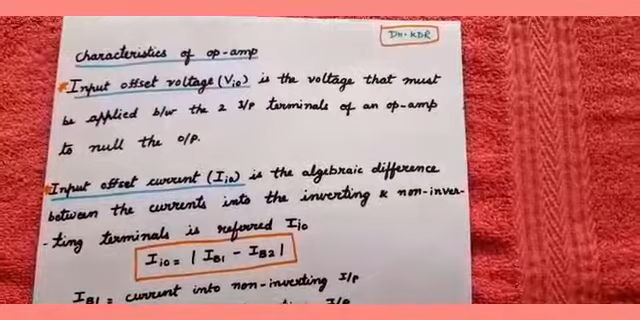 DH-KDR
characteristics of op-amp
*Input offset voltage (Vio) is the voltage that must
be applied b/w the 2 I/P terminals of an op-amp
to null the o/p.
*Input offset current (Iio) is the algebraic difference
between the currents into the inverting & non-inver-
-ting terminals is referred Iio
Iio = | IB1 - IB2 |
IB1 = current into non-inverting I/P
I/P